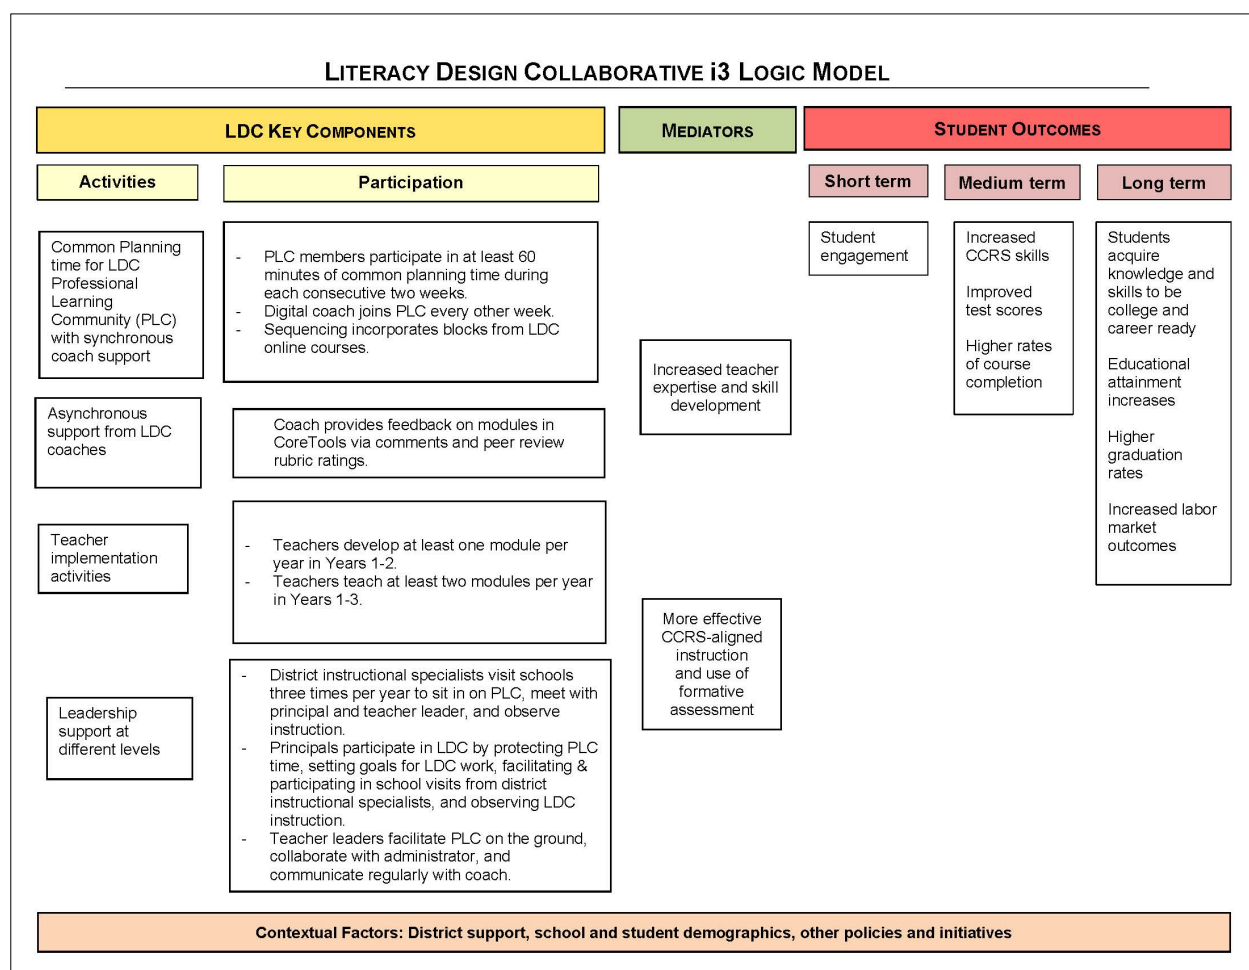 LITERACY DESIGN COLLABORATIVE i3 LOGIC MODEL
LDC KEY COMPONENTS
MEDIATORS
STUDENT OUTCOMES
Activities
Participation
Short term
Medium term
Long term
Common Planning
time for LDC
Professional
Learning
Community (PLC)
with synchronous
coach support
- PLC members participate in at least 60
minutes of common planning time during
each consecutive two weeks.
- Digital coach joins PLC every other week.
- Sequencing incorporates blocks from LDC
online courses.
Asynchronous
support from LDC
coaches
Coach provides feedback on modules in
CoreTools via comments and peer review
rubric ratings.
Teacher
implementation
activities
- Teachers develop at least one module per
year in Years 1-2.
- Teachers teach at least two modules per year
in Years 1-3.
Leadership
support at
different levels
- District instructional specialists visit schools
three times per year to sit in on PLC, meet with
principal and teacher leader, and observe
instruction.
- Principals participate in LDC by protecting PLC
time, setting goals for LDC work, facilitating &
participating in school visits from district
instructional specialists, and observing LDC
instruction.
- Teacher leaders facilitate PLC on the ground,
collaborate with administrator, and
communicate regularly with coach.
Increased teacher
expertise and skill
development
More effective
CCRS-aligned
instruction
and use of
formative
assessment
Student
engagement
Increased
CCRS skills
Improved
test scores
Higher rates
of course
completion
Students
acquire
knowledge and
skills to be
college and
career ready
Educational
attainment
increases
Higher
graduation
rates
Increased labor
market
outcomes
Contextual Factors: District support, school and student demographics, other policies and initiatives